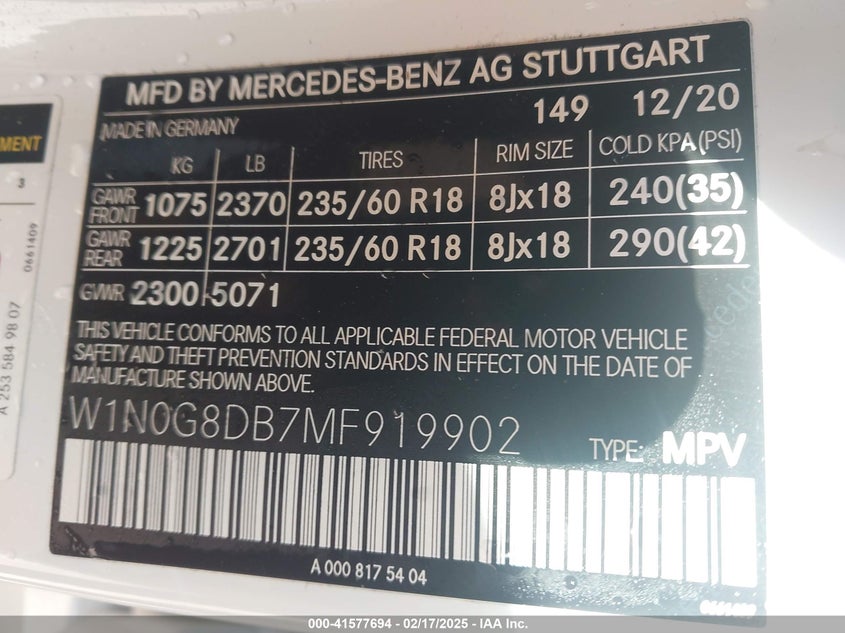 MFD BY MERCEDES-BENZ AG STUTTGART
MADE IN GERMANY 149 12/20
KG LB TIRES RIM SIZE COLD KPA (PSI)
GAWR FRONT 1075 2370 235/60 R18 8Jx18 240(35)
GAWR REAR 1225 2701 235/60 R18 8Jx18 290(42)
GVWR 2300 5071
THIS VEHICLE CONFORMS TO ALL APPLICABLE FEDERAL MOTOR VEHICLE
SAFETY AND THEFT PREVENTION STANDARDS IN EFFECT ON THE DATE OF
MANUFACTURE SHOWN ABOVE.
W1N0G8DB7MF919902 TYPE: MPV
A 000 817 54 04
3
0661409
A 253 584 98 07
000-41577694 - 02/17/2025 - IAA, Inc.